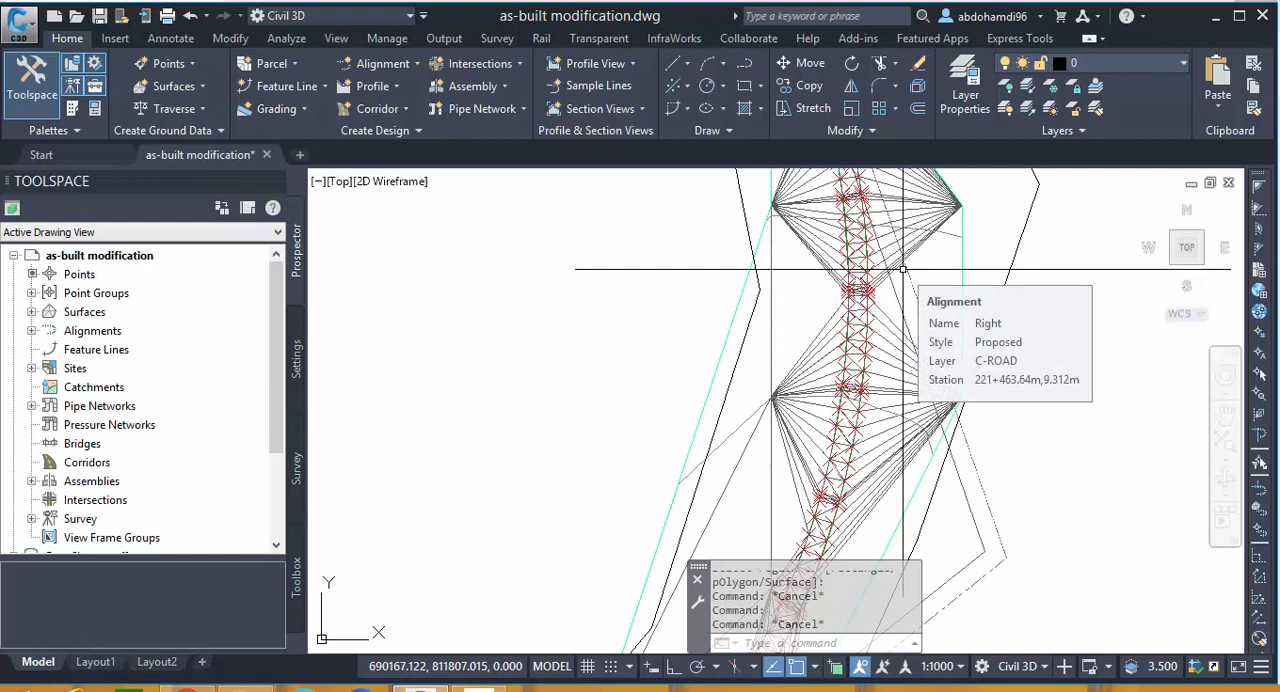 C3D
Civil 3D
as-built modification.dwg
Type a keyword or phrase
abdohamdi96
Home Insert Annotate Modify Analyze View Manage Output Survey Rail Transparent InfraWorks Collaborate Help Add-ins Featured Apps Express Tools
Toolspace
Points
Surfaces
Traverse
Parcel
Feature Line
Grading
Alignment
Profile
Corridor
Intersections
Assembly
Pipe Network
Profile View
Sample Lines
Section Views
Move
Copy
Stretch
Layer
Properties
0
Paste
Palettes
Create Ground Data
Create Design
Profile & Section Views
Draw
Modify
Layers
Clipboard
Start
as-built modification*
TOOLSPACE
Active Drawing View
as-built modification
Points
Point Groups
Surfaces
Alignments
Feature Lines
Sites
Catchments
Pipe Networks
Pressure Networks
Bridges
Corridors
Assemblies
Intersections
Survey
View Frame Groups
Prospector
Settings
Survey
Toolbox
[−][Top][2D Wireframe]
N
W
TOP
E
S
WCS
Alignment
Name Right
Style Proposed
Layer C-ROAD
Station 221+463.64m,9.312m
Y
X
pOlygon/Surface]:
Command: *Cancel*
Command:
Command: *Cancel*
Type a command
Model Layout1 Layout2 +
690167.122, 811807.015, 0.000 MODEL
1:1000
Civil 3D
3.500